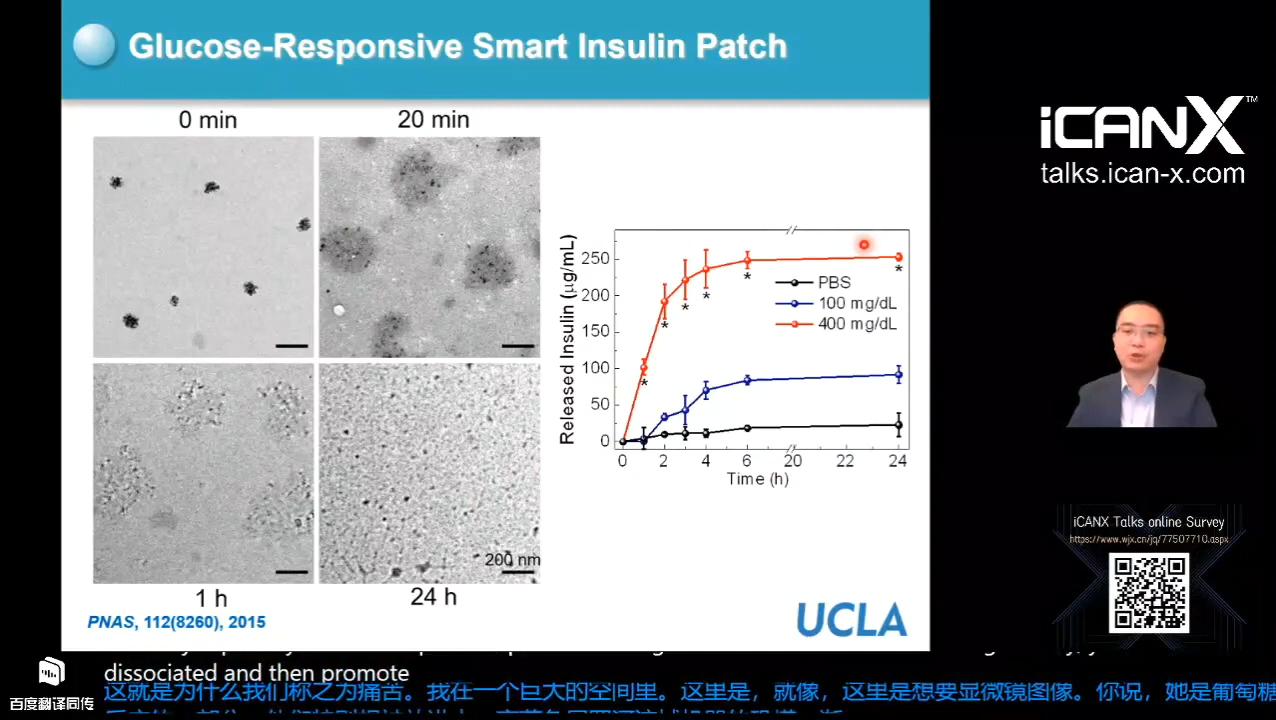 Glucose-Responsive Smart Insulin Patch
0 min
20 min
1 h
24 h
200 nm
Released Insulin (µg/mL)
250
200
150
100
50
0
PBS
100 mg/dL
400 mg/dL
*
*
*
*
*
*
0 2 4 6 20 22 24
Time (h)
PNAS, 112(8260), 2015
UCLA
iCANX™
talks.ican-x.com
iCANX Talks online Survey
https://www.wjx.cn/jq/77507710.aspx
dissociated and then promote
这就是为什么我们称之为痛苦。我在一个巨大的空间里。这里是，就像，这里是想要显微镜图像。你说，她是葡萄糖
百度翻译同传